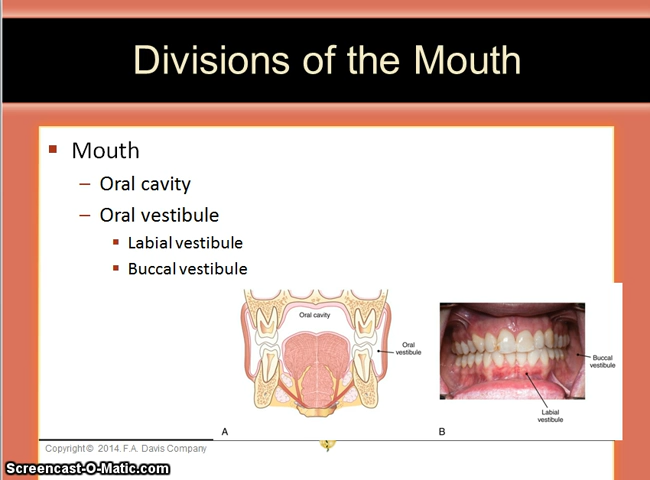 Divisions of the Mouth
▪ Mouth
– Oral cavity
– Oral vestibule
▪ Labial vestibule
▪ Buccal vestibule
Oral cavity
Oral
vestibule
A
Buccal
vestibule
Labial
vestibule
B
Copyright © 2014. F.A. Davis Company
Screencast-O-Matic.com